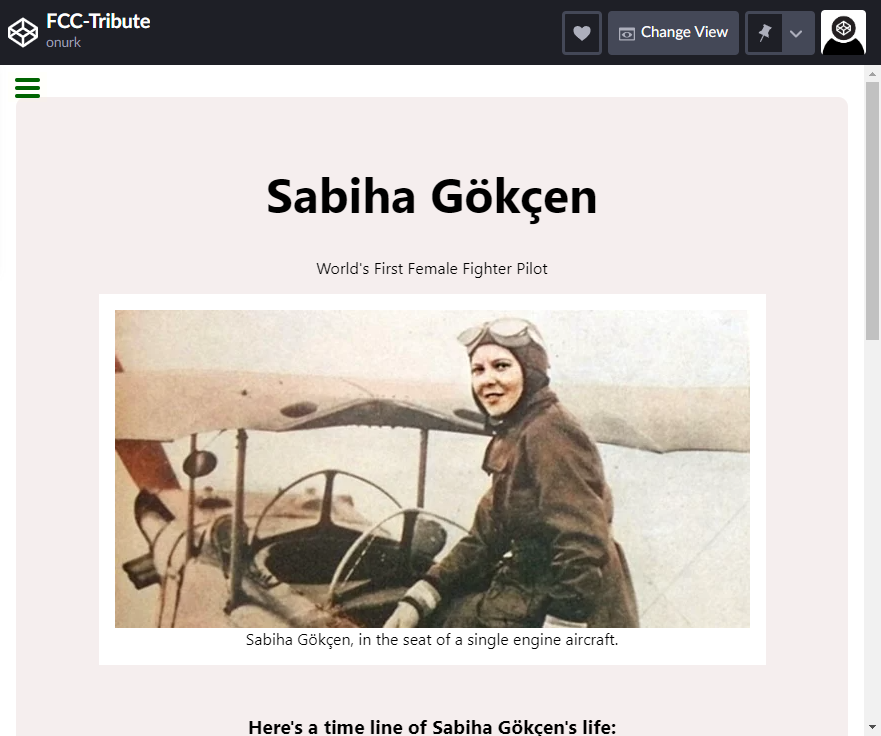 FCC-Tribute
onurk
Change View
Sabiha Gökçen
World's First Female Fighter Pilot
Sabiha Gökçen, in the seat of a single engine aircraft.
Here's a time line of Sabiha Gökçen's life: